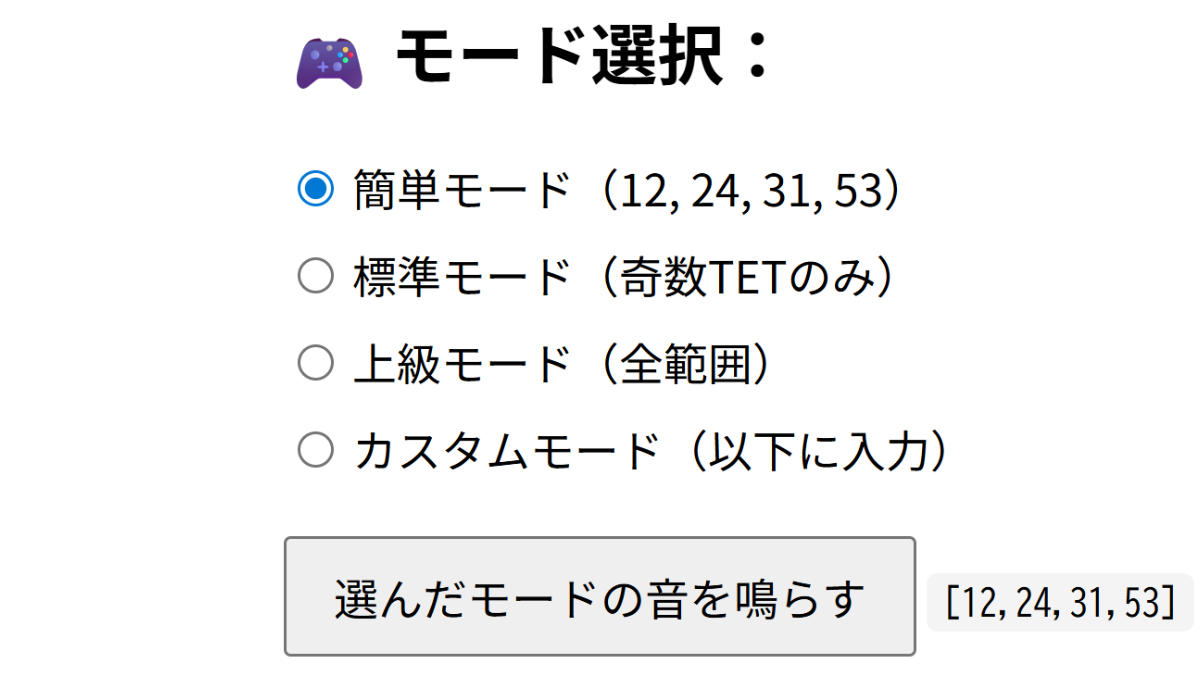 🎮 モード選択：
簡単モード（12, 24, 31, 53）
標準モード（奇数TETのみ）
上級モード（全範囲）
カスタムモード（以下に入力）
選んだモードの音を鳴らす [12, 24, 31, 53]